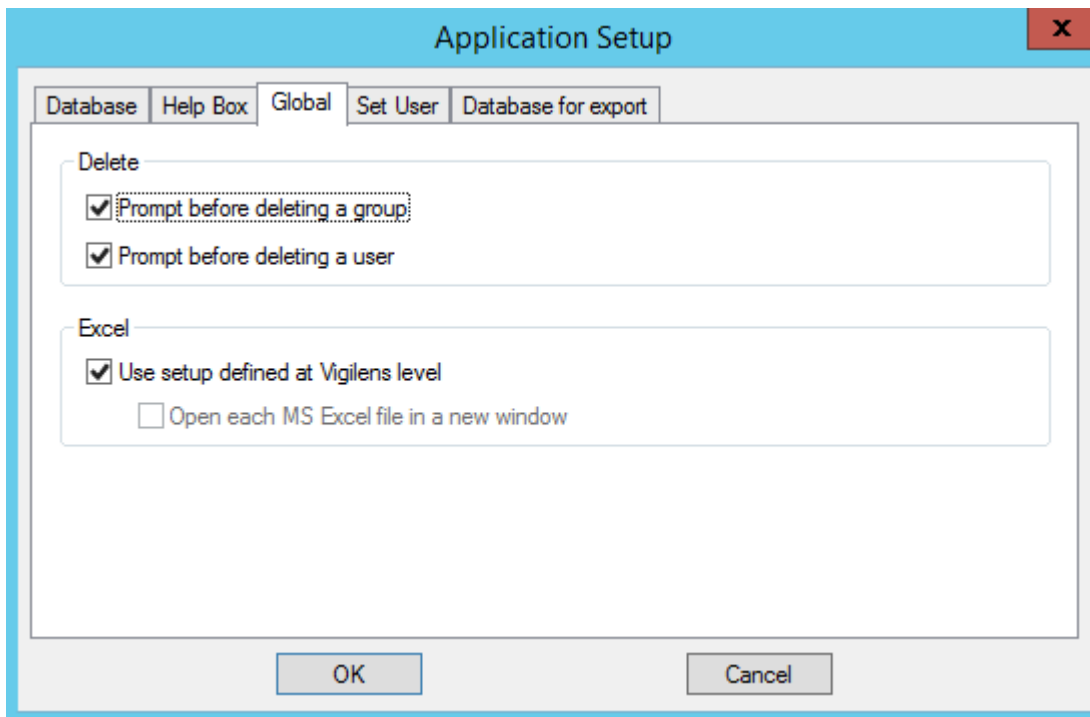 Application Setup
x
Database Help Box Global Set User Database for export
Delete
Prompt before deleting a group
Prompt before deleting a user
Excel
Use setup defined at Vigilens level
Open each MS Excel file in a new window
OK Cancel